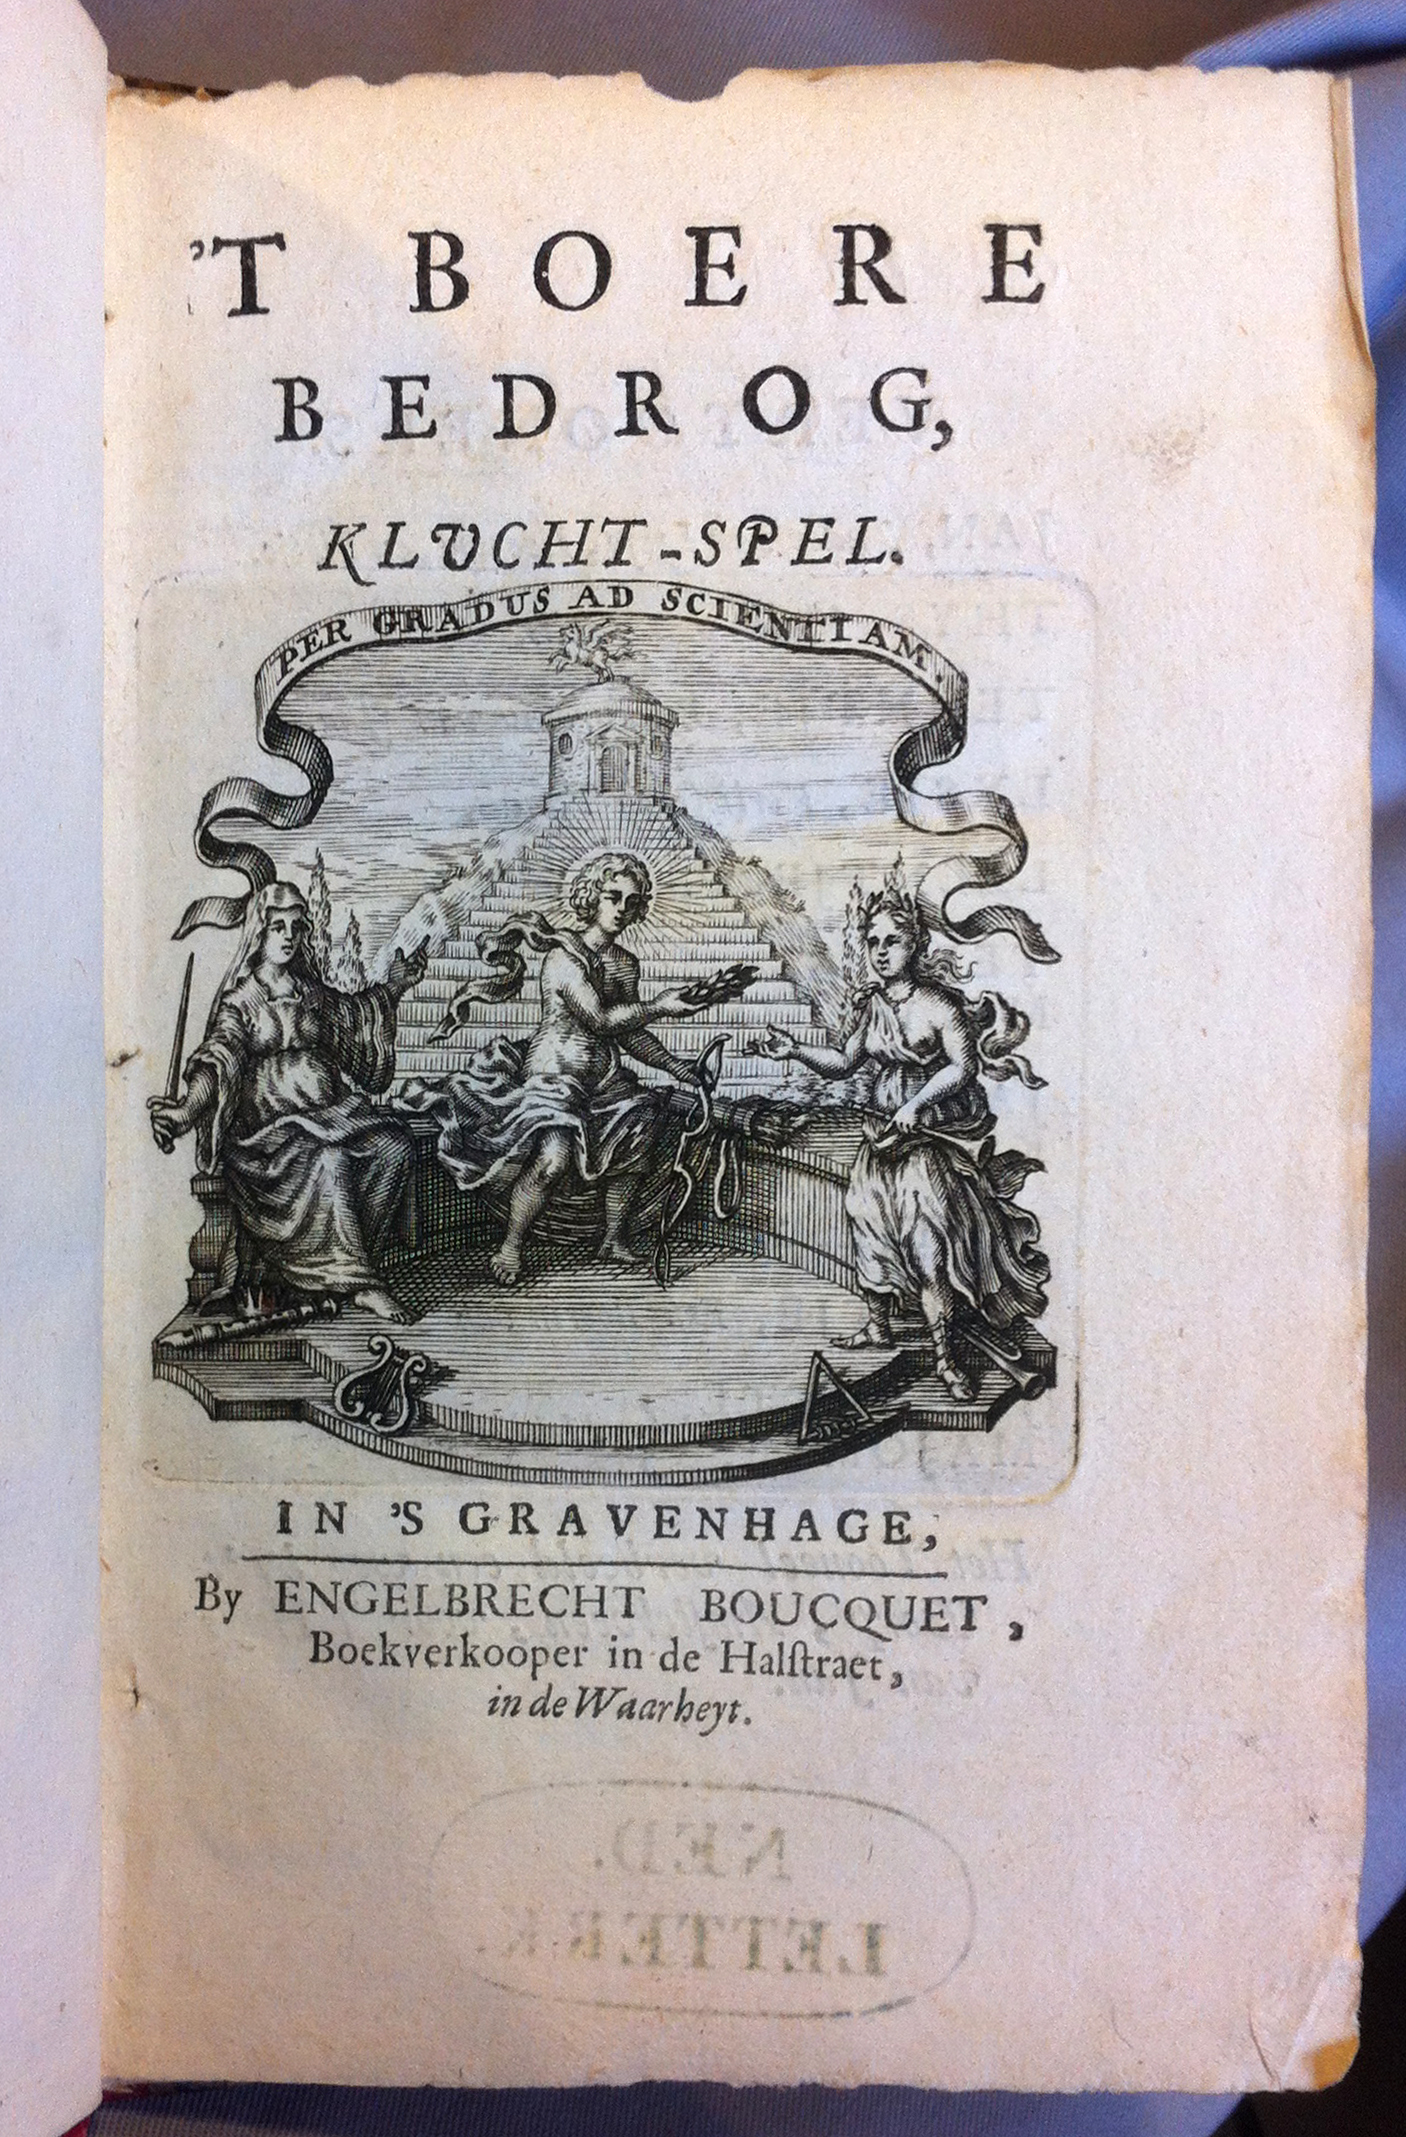 'T BOERE
BEDROG,
KLUCHT-SPEL.
PER GRADUS AD SCIENTIAM
IN 'S GRAVENHAGE,
By ENGELBRECHT BOUCQUET,
Boekverkooper in de Halſtraet,
in de Waarheyt.
NED.
LETTERK.